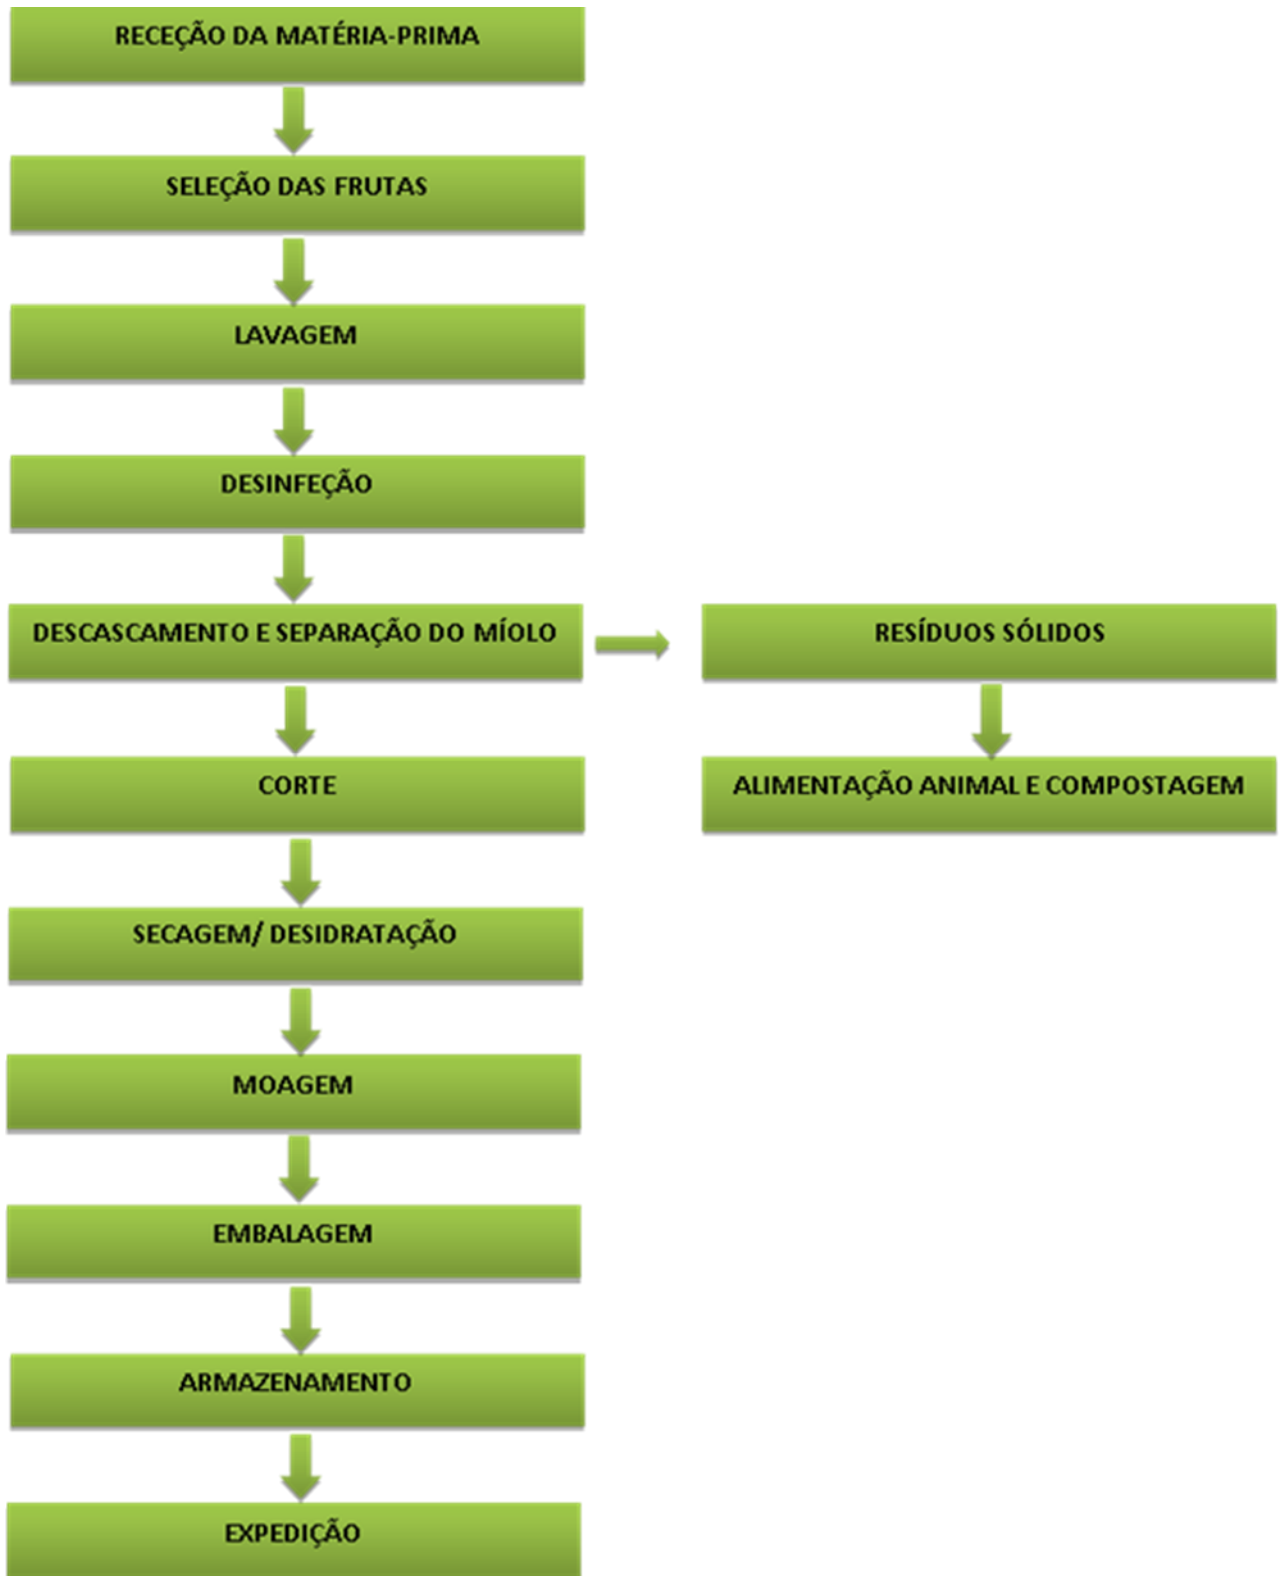 RECEÇÃO DA MATÉRIA-PRIMA
SELEÇÃO DAS FRUTAS
LAVAGEM
DESINFEÇÃO
DESCASCAMENTO E SEPARAÇÃO DO MÍOLO
RESÍDUOS SÓLIDOS
CORTE
ALIMENTAÇÃO ANIMAL E COMPOSTAGEM
SECAGEM/ DESIDRATAÇÃO
MOAGEM
EMBALAGEM
ARMAZENAMENTO
EXPEDIÇÃO